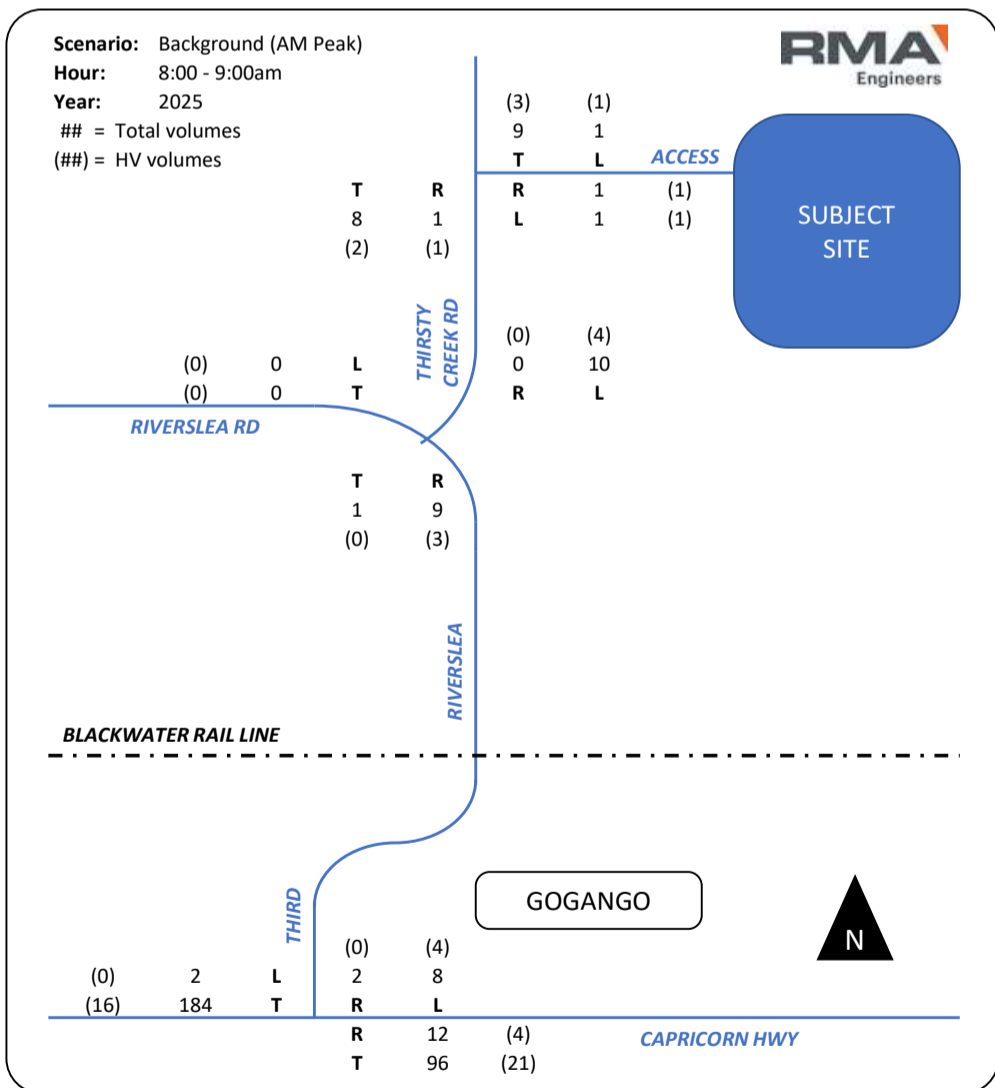 Scenario: Background (AM Peak)
Hour: 8:00 - 9:00am
Year: 2025
## = Total volumes
(##) = HV volumes
RMA
Engineers
(3) (1)
9 1
T L ACCESS
T R R 1 (1)
8 1 L 1 (1)
(2) (1)
SUBJECT
SITE
THIRSTY
CREEK RD
(0) (4)
(0) 0 L 0 10
(0) 0 T R L
RIVERSLEA RD
T R
1 9
(0) (3)
RIVERSLEA
BLACKWATER RAIL LINE
THIRD
GOGANGO
N
(0) (4)
(0) 2 L 2 8
(16) 184 T R L
R 12 (4)
CAPRICORN HWY
T 96 (21)